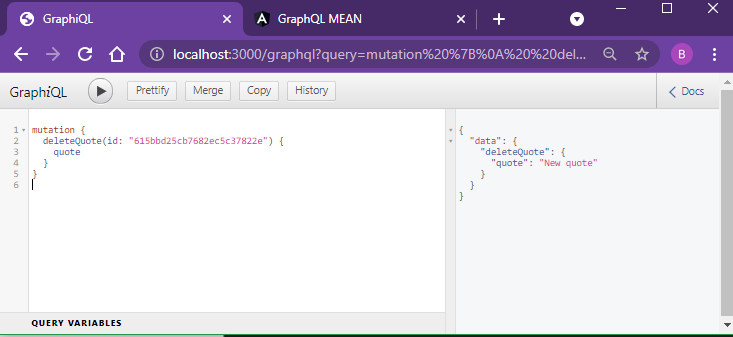 GraphiQL
GraphQL MEAN
localhost:3000/graphql?query=mutation%20%7B%0A%20%20del...
B
GraphiQL
Prettify
Merge
Copy
History
Docs
1 mutation {
2 deleteQuote(id: "615bbd25cb7682ec5c37822e") {
3 quote
4 }
5 }
6
{
"data": {
"deleteQuote": {
"quote": "New quote"
}
}
}
QUERY VARIABLES